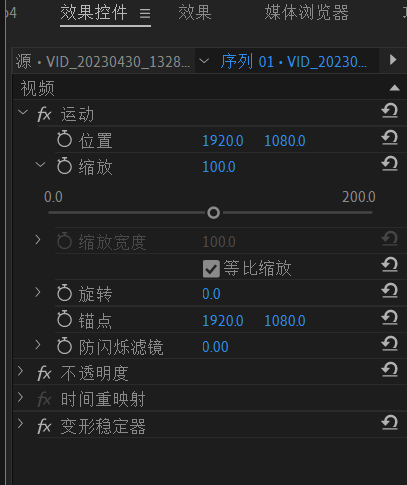 效果控件 效果 媒体浏览器
源·VID_20230430_1328... 序列 01·VID_20230...
视频
fx 运动
位置 1920.0 1080.0
缩放 100.0
0.0 200.0
缩放宽度 100.0
等比缩放
旋转 0.0
锚点 1920.0 1080.0
防闪烁滤镜 0.00
fx 不透明度
fx 时间重映射
fx 变形稳定器